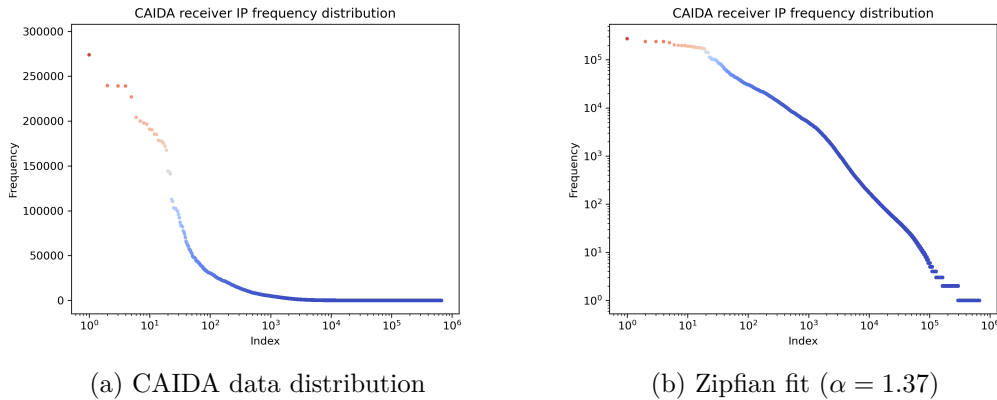 CAIDA receiver IP frequency distribution
300000
250000
200000
150000
100000
50000
0
Frequency
10^0 10^1 10^2 10^3 10^4 10^5 10^6
Index
(a) CAIDA data distribution
CAIDA receiver IP frequency distribution
10^5
10^4
10^3
10^2
10^1
10^0
Frequency
10^0 10^1 10^2 10^3 10^4 10^5 10^6
Index
(b) Zipfian fit (α = 1.37)